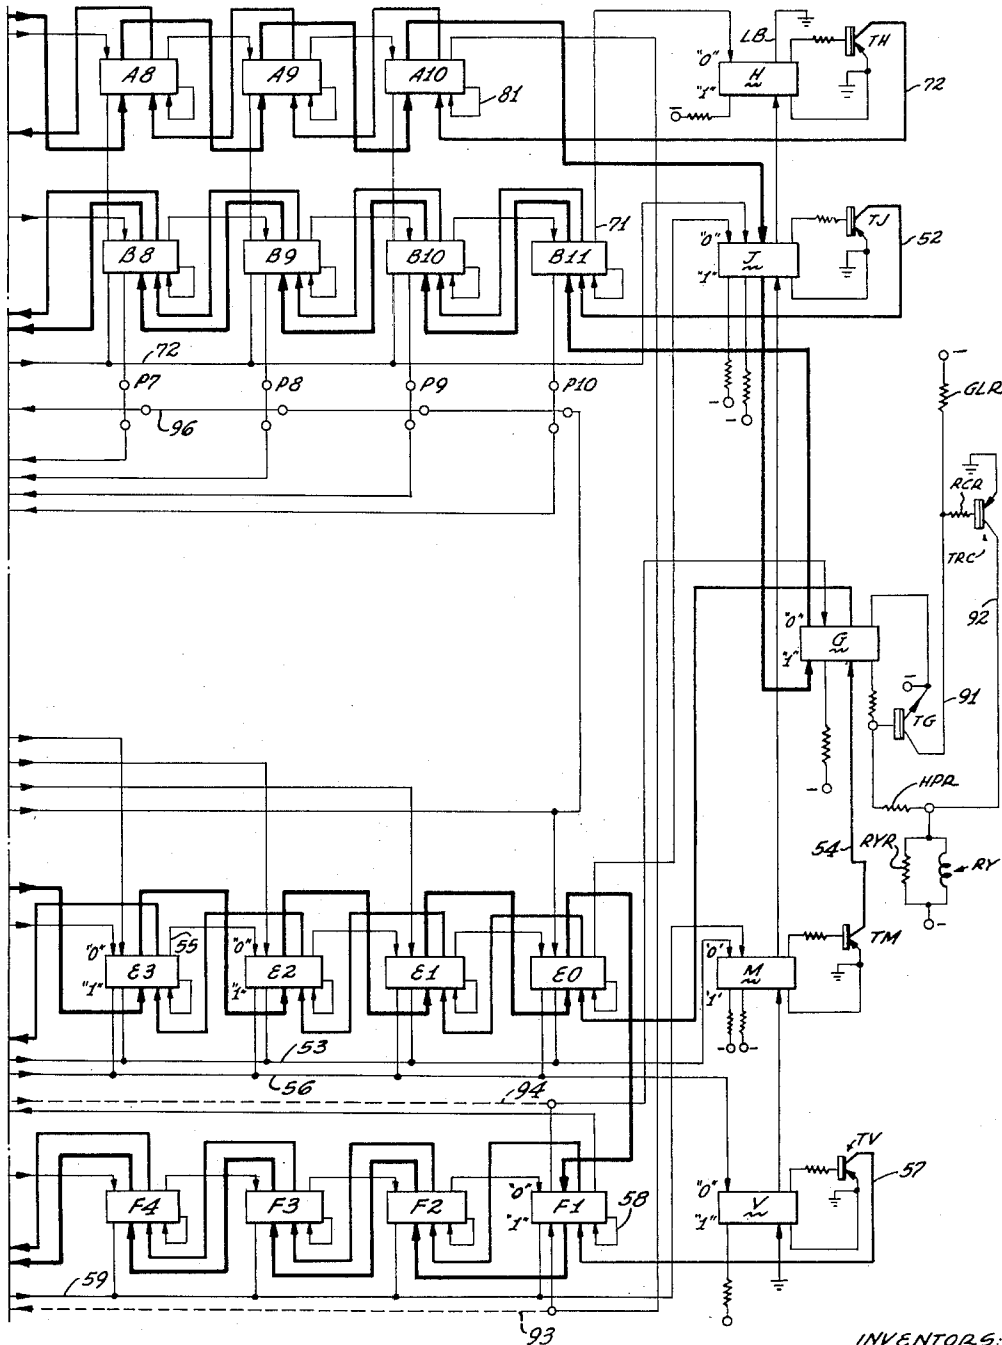 LB
TH
"0"
H
"1"
A8
A9
A10
81
72
71
TJ
"0"
J
"1"
52
B8
B9
B10
B11
72
P7
P8
P9
P10
96
GLR
RCR
TRC
92
"0"
G
"1"
TG
91
HPR
54
RYR
RY
TM
"0"
55
"0"
"1"
E3
"1"
E2
E1
E0
'0'
M
'1'
53
56
94
TV
57
F4
F3
F2
"0"
"1"
F1
58
"0"
V
"1"
59
93
INVENTORS: